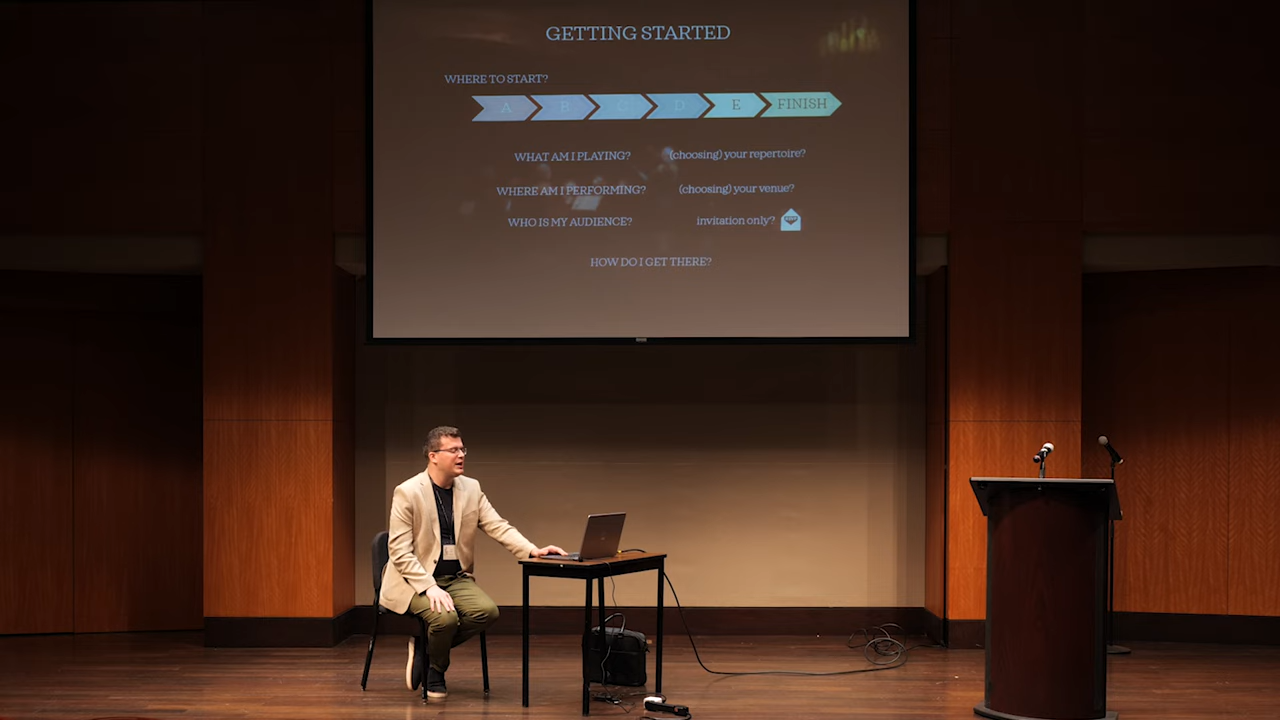 GETTING STARTED
WHERE TO START?
A B C D E FINISH
WHAT AM I PLAYING? (choosing) your repertoire?
WHERE AM I PERFORMING? (choosing) your venue?
WHO IS MY AUDIENCE? invitation only?
HOW DO I GET THERE?